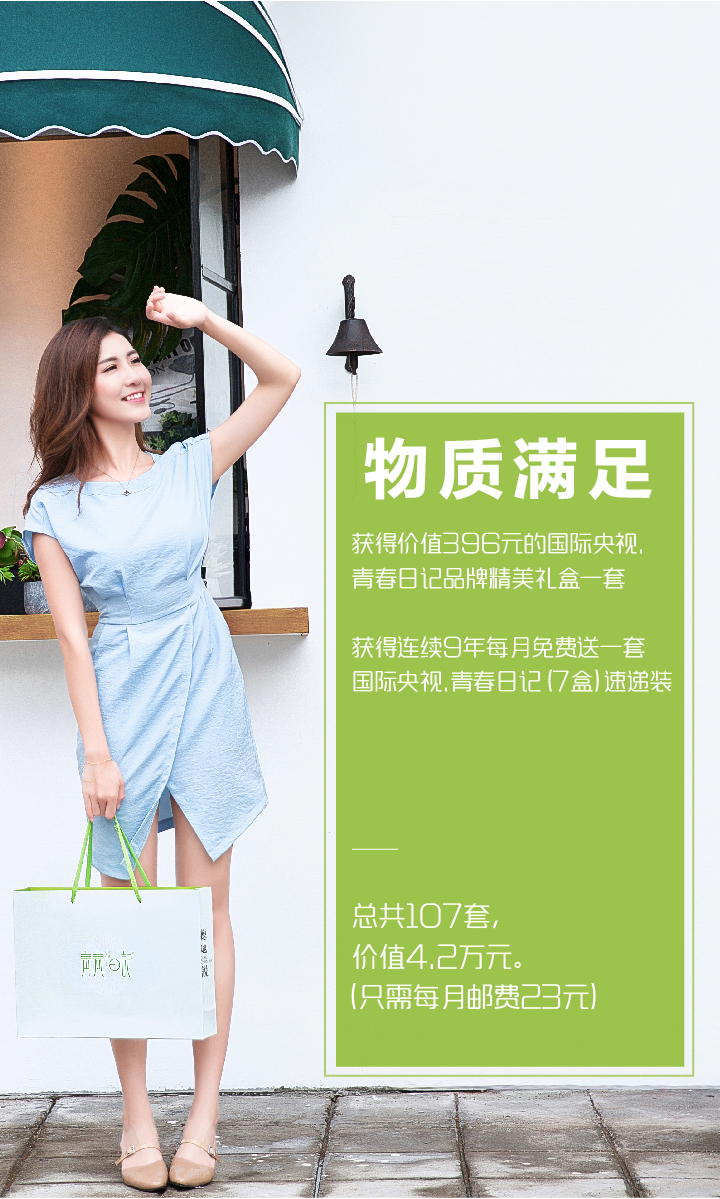 物质满足
获得价值396元的国际央视.
青春日记品牌精美礼盒一套
获得连续9年每月免费送一套
国际央视.青春日记(7盒)速递装
总共107套，
价值4.2万元。
(只需每月邮费23元)